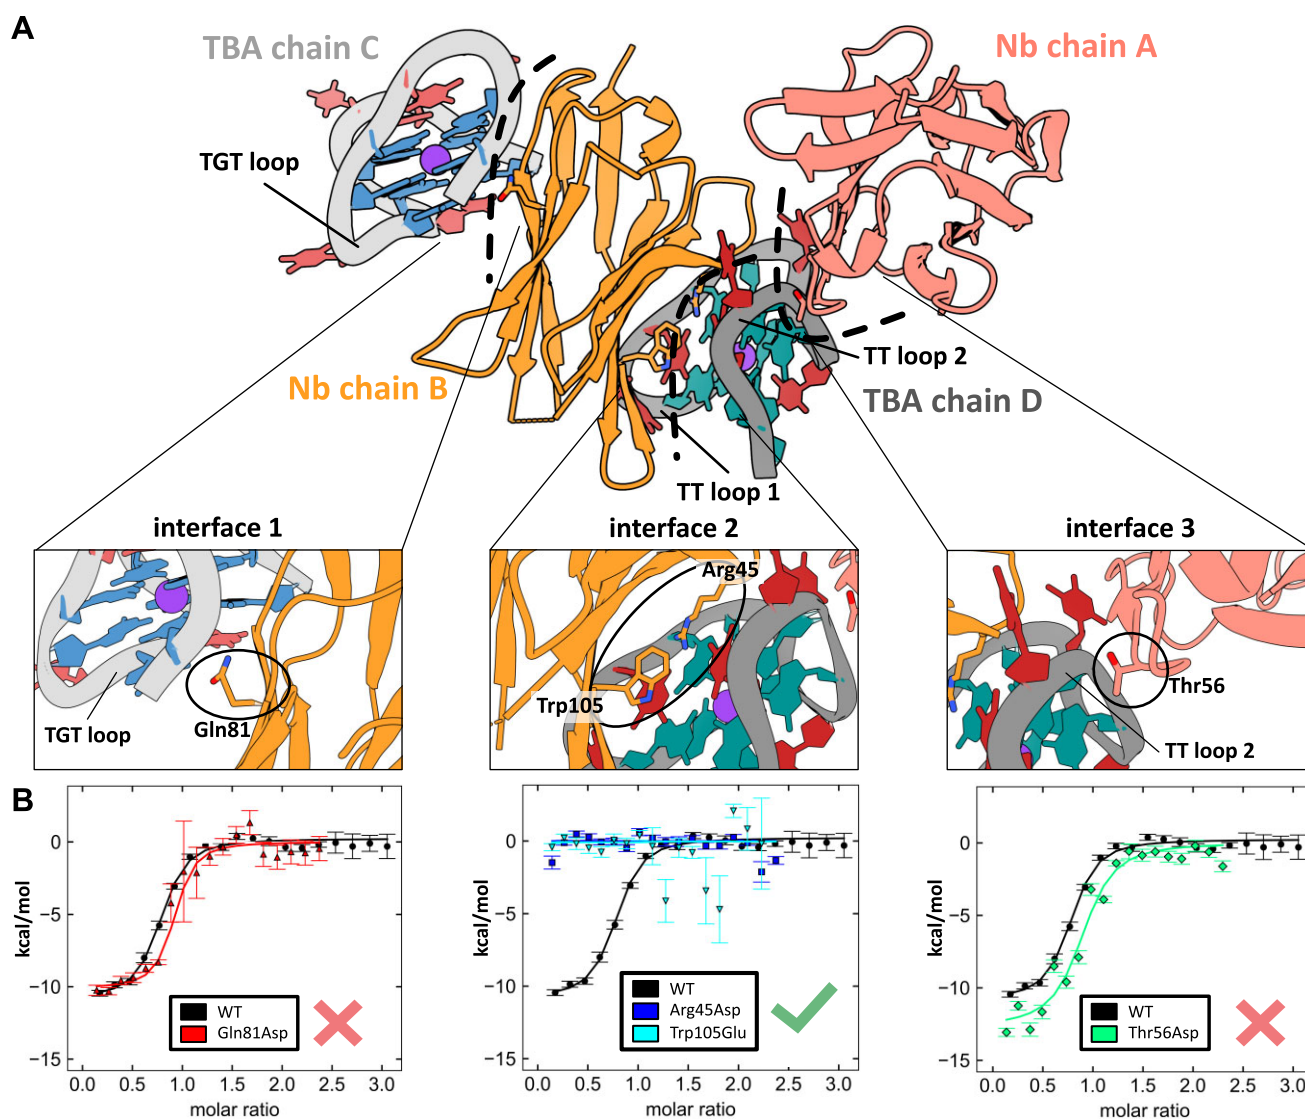 A
TBA chain C
Nb chain A
TGT loop
Nb chain B
TT loop 2
TBA chain D
TT loop 1
interface 1
interface 2
interface 3
Arg45
Trp105
Gln81
TGT loop
Thr56
TT loop 2
B
kcal/mol
0
−5
−10
−15
WT
Gln81Asp
0.0 0.5 1.0 1.5 2.0 2.5 3.0
molar ratio
kcal/mol
0
−5
−10
−15
WT
Arg45Asp
Trp105Glu
0.0 0.5 1.0 1.5 2.0 2.5 3.0
molar ratio
kcal/mol
0
−5
−10
−15
WT
Thr56Asp
0.0 0.5 1.0 1.5 2.0 2.5 3.0
molar ratio